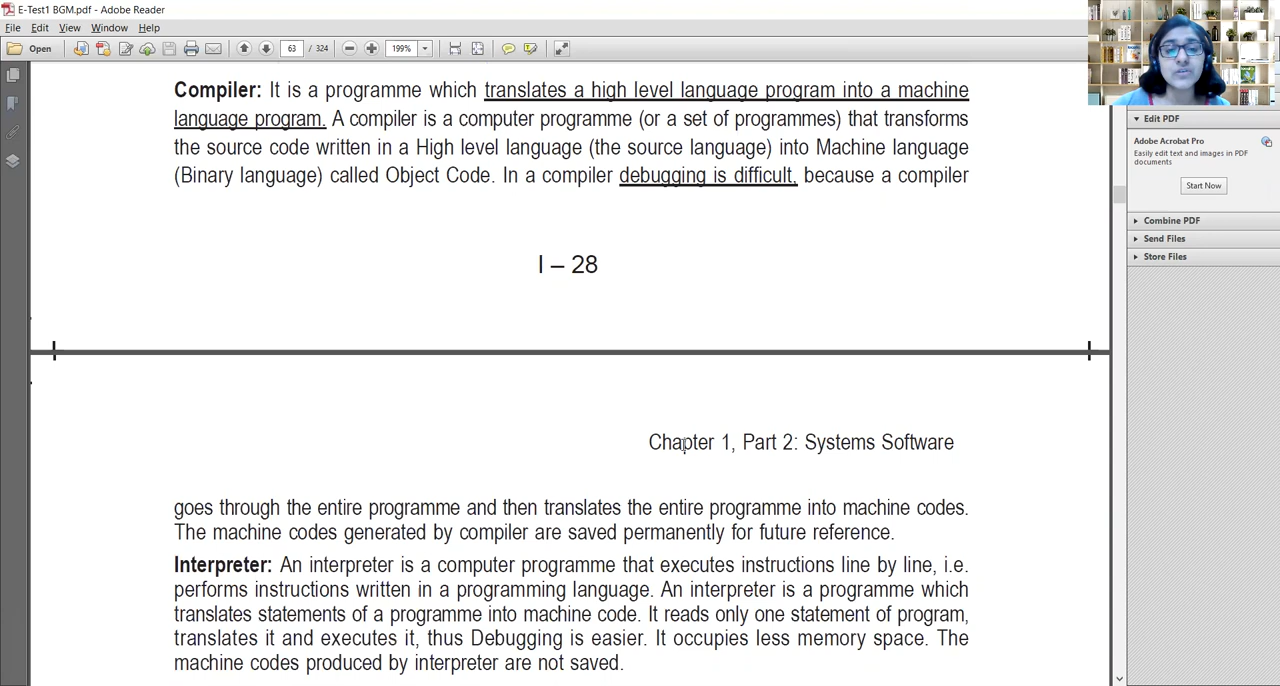 E-Test1 BGM.pdf - Adobe Reader
File Edit View Window Help
Open 63 / 324 199%
Compiler: It is a programme which translates a high level language program into a machine
language program. A compiler is a computer programme (or a set of programmes) that transforms
the source code written in a High level language (the source language) into Machine language
(Binary language) called Object Code. In a compiler debugging is difficult, because a compiler
I – 28
Chapter 1, Part 2: Systems Software
goes through the entire programme and then translates the entire programme into machine codes.
The machine codes generated by compiler are saved permanently for future reference.
Interpreter: An interpreter is a computer programme that executes instructions line by line, i.e.
performs instructions written in a programming language. An interpreter is a programme which
translates statements of a programme into machine code. It reads only one statement of program,
translates it and executes it, thus Debugging is easier. It occupies less memory space. The
machine codes produced by interpreter are not saved.
Edit PDF
Adobe Acrobat Pro
Easily edit text and images in PDF
documents
Start Now
Combine PDF
Send Files
Store Files